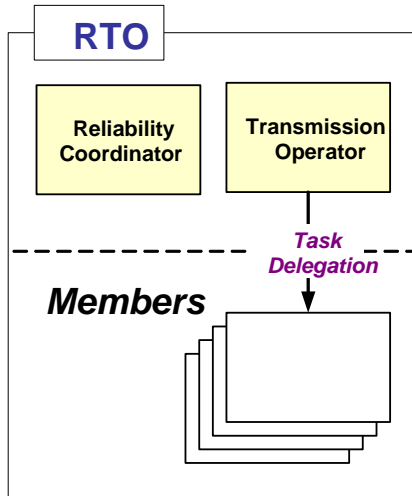 RTO
Reliability
Coordinator
Transmission
Operator
Task
Delegation
Members